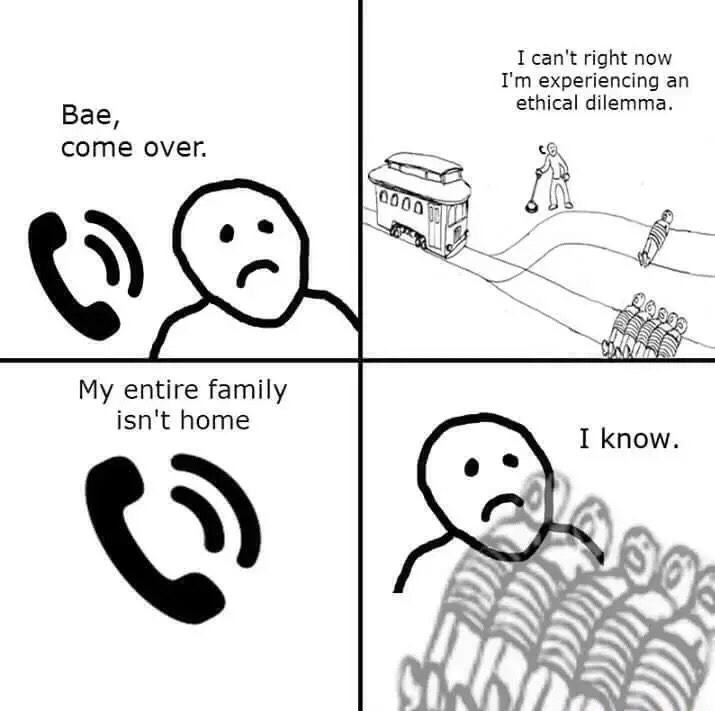 Bae,
come over.
I can't right now
I'm experiencing an
ethical dilemma.
My entire family
isn't home
I know.